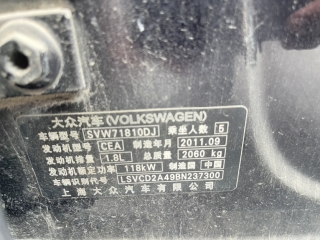 大众汽车(VOLKSWAGEN)
车辆型号 SVW71810DJ 乘坐人数 5
发动机型号 CEA 制造年月 2011.09
发动机排量 1.8L 总质量 2060 kg
发动机额定功率 118kW 制造国 中国
车辆识别代号 LSVCD2A49BN237300
上海大众汽车有限公司